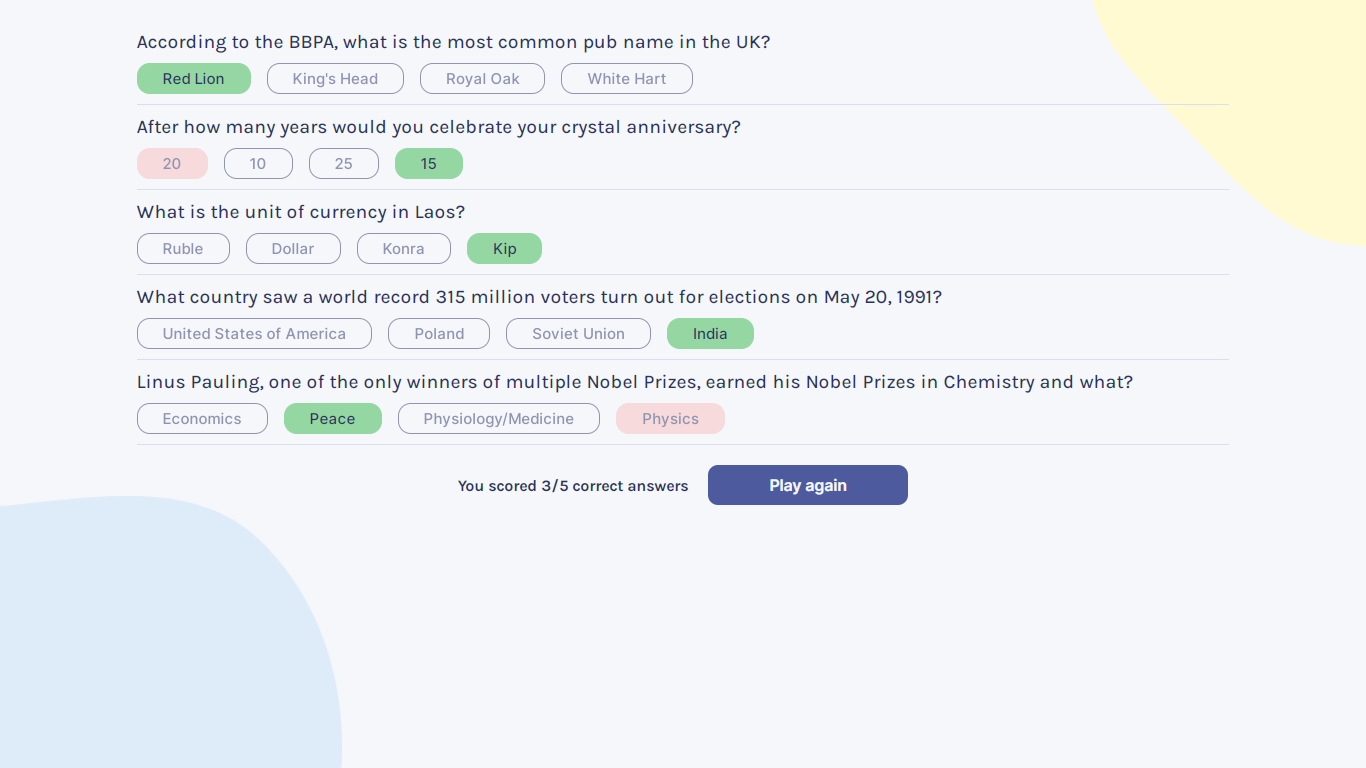 According to the BBPA, what is the most common pub name in the UK?
Red Lion King's Head Royal Oak White Hart
After how many years would you celebrate your crystal anniversary?
20 10 25 15
What is the unit of currency in Laos?
Ruble Dollar Konra Kip
What country saw a world record 315 million voters turn out for elections on May 20, 1991?
United States of America Poland Soviet Union India
Linus Pauling, one of the only winners of multiple Nobel Prizes, earned his Nobel Prizes in Chemistry and what?
Economics Peace Physiology/Medicine Physics
You scored 3/5 correct answers Play again